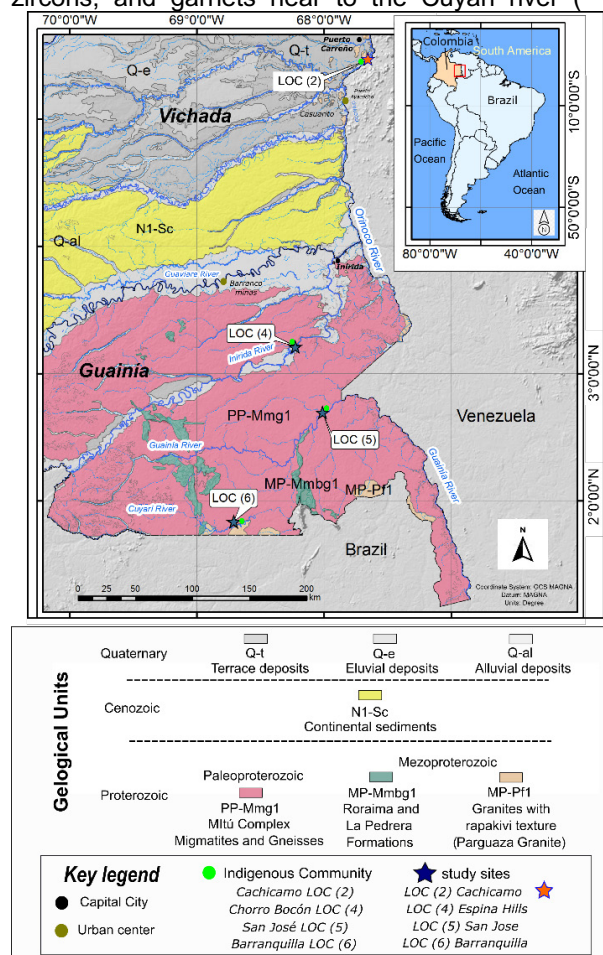 zircons, and garnets near to the Cuyari river (
70°0'0"W
69°0'0"W
68°0'0"W
Puerto
Carreño
Q-t
Q-e
LOC (2)
Vichada
Casuarito
N1-Sc
Q-al
Orinoco River
Guaviare River
Barranco
minas
Inírida
LOC (4)
Inirida River
Guainía
PP-Mmg1
LOC (5)
Venezuela
Guainía River
Guainía River
MP-Mmbg1
MP-Pf1
LOC (6)
Cuyari River
Brazil
3°0'0"N
2°0'0"N
N
0 25 50 100 150 200
km
Coordinate System: GCS MAGNA
Datum: MAGNA
Units: Degree
Colombia
South America
Brazil
Pacific
Ocean
Atlantic
Ocean
10°0'0"S
50°0'0"S
80°0'0"W
40°0'0"W
Gelogical Units
Quaternary
Q-t
Terrace deposits
Q-e
Eluvial deposits
Q-al
Alluvial deposits
Cenozoic
N1-Sc
Continental sediments
Proterozoic
Paleoproterozoic
Mezoproterozoic
PP-Mmg1
MItú Complex
Migmatites and Gneisses
MP-Mmbg1
Roraima and
La Pedrera
Formations
MP-Pf1
Granites with
rapakivi texture
(Parguaza Granite)
Key legend
Capital City
Urban center
Indigenous Community
Cachicamo LOC (2)
Chorro Bocón LOC (4)
San José LOC (5)
Barranquilla LOC (6)
study sites
LOC (2) Cachicamo
LOC (4) Espina Hills
LOC (5) San Jose
LOC (6) Barranquilla